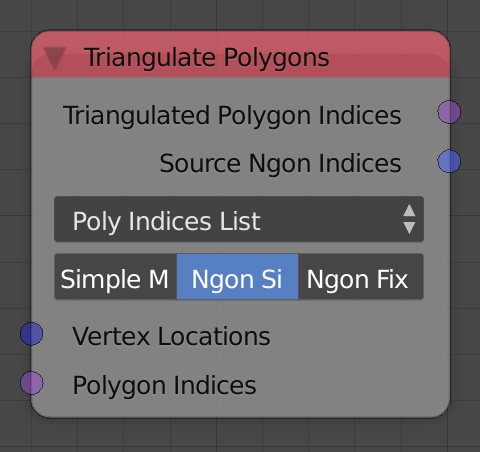 Triangulate Polygons
Triangulated Polygon Indices
Source Ngon Indices
Poly Indices List
Simple M Ngon Si Ngon Fix
Vertex Locations
Polygon Indices